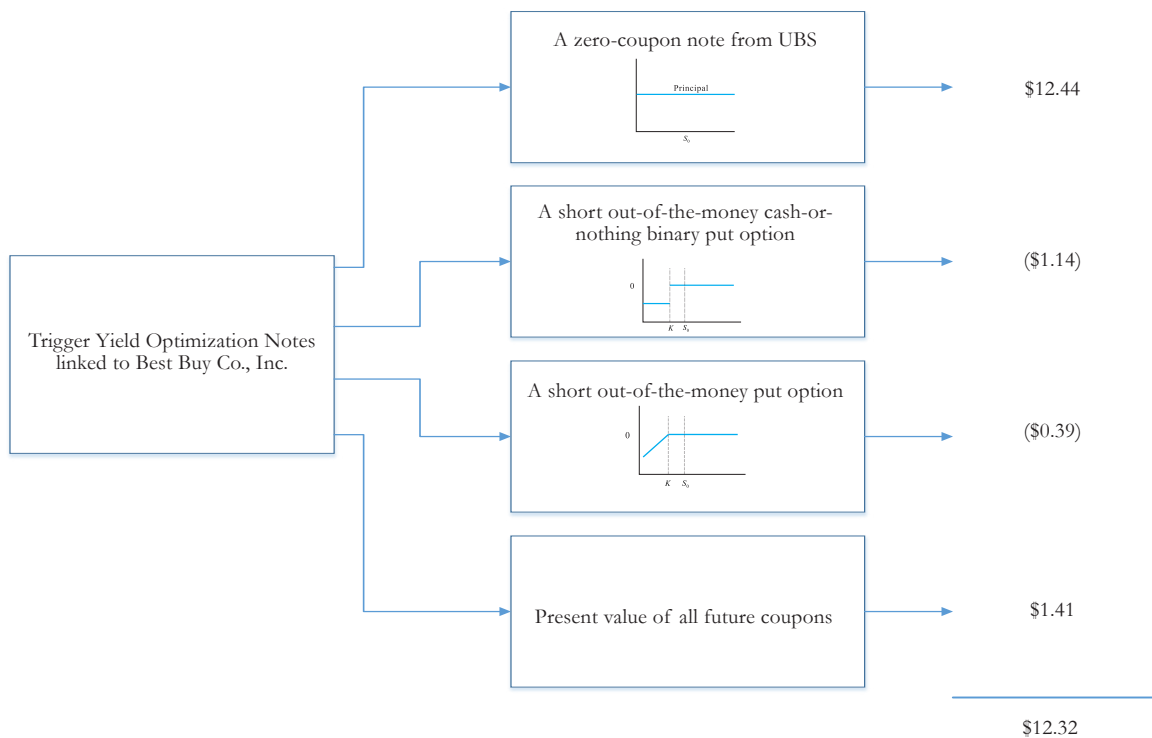 A zero-coupon note from UBS
Principal
S₀
$12.44
A short out-of-the-money cash-or-
nothing binary put option
0
K S₀
($1.14)
Trigger Yield Optimization Notes
linked to Best Buy Co., Inc.
A short out-of-the-money put option
0
K S₀
($0.39)
Present value of all future coupons
$1.41
$12.32